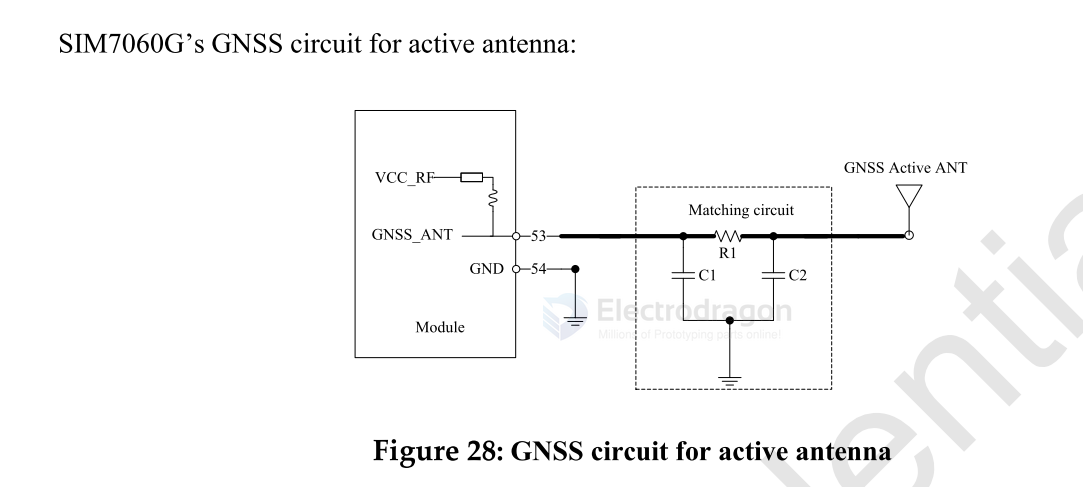 SIM7060G’s GNSS circuit for active antenna:
GNSS Active ANT
VCC_RF
Matching circuit
GNSS_ANT
53
R1
GND
54
C1
C2
Electrodragon
Millions of Prototyping parts online!
Module
Figure 28: GNSS circuit for active antenna